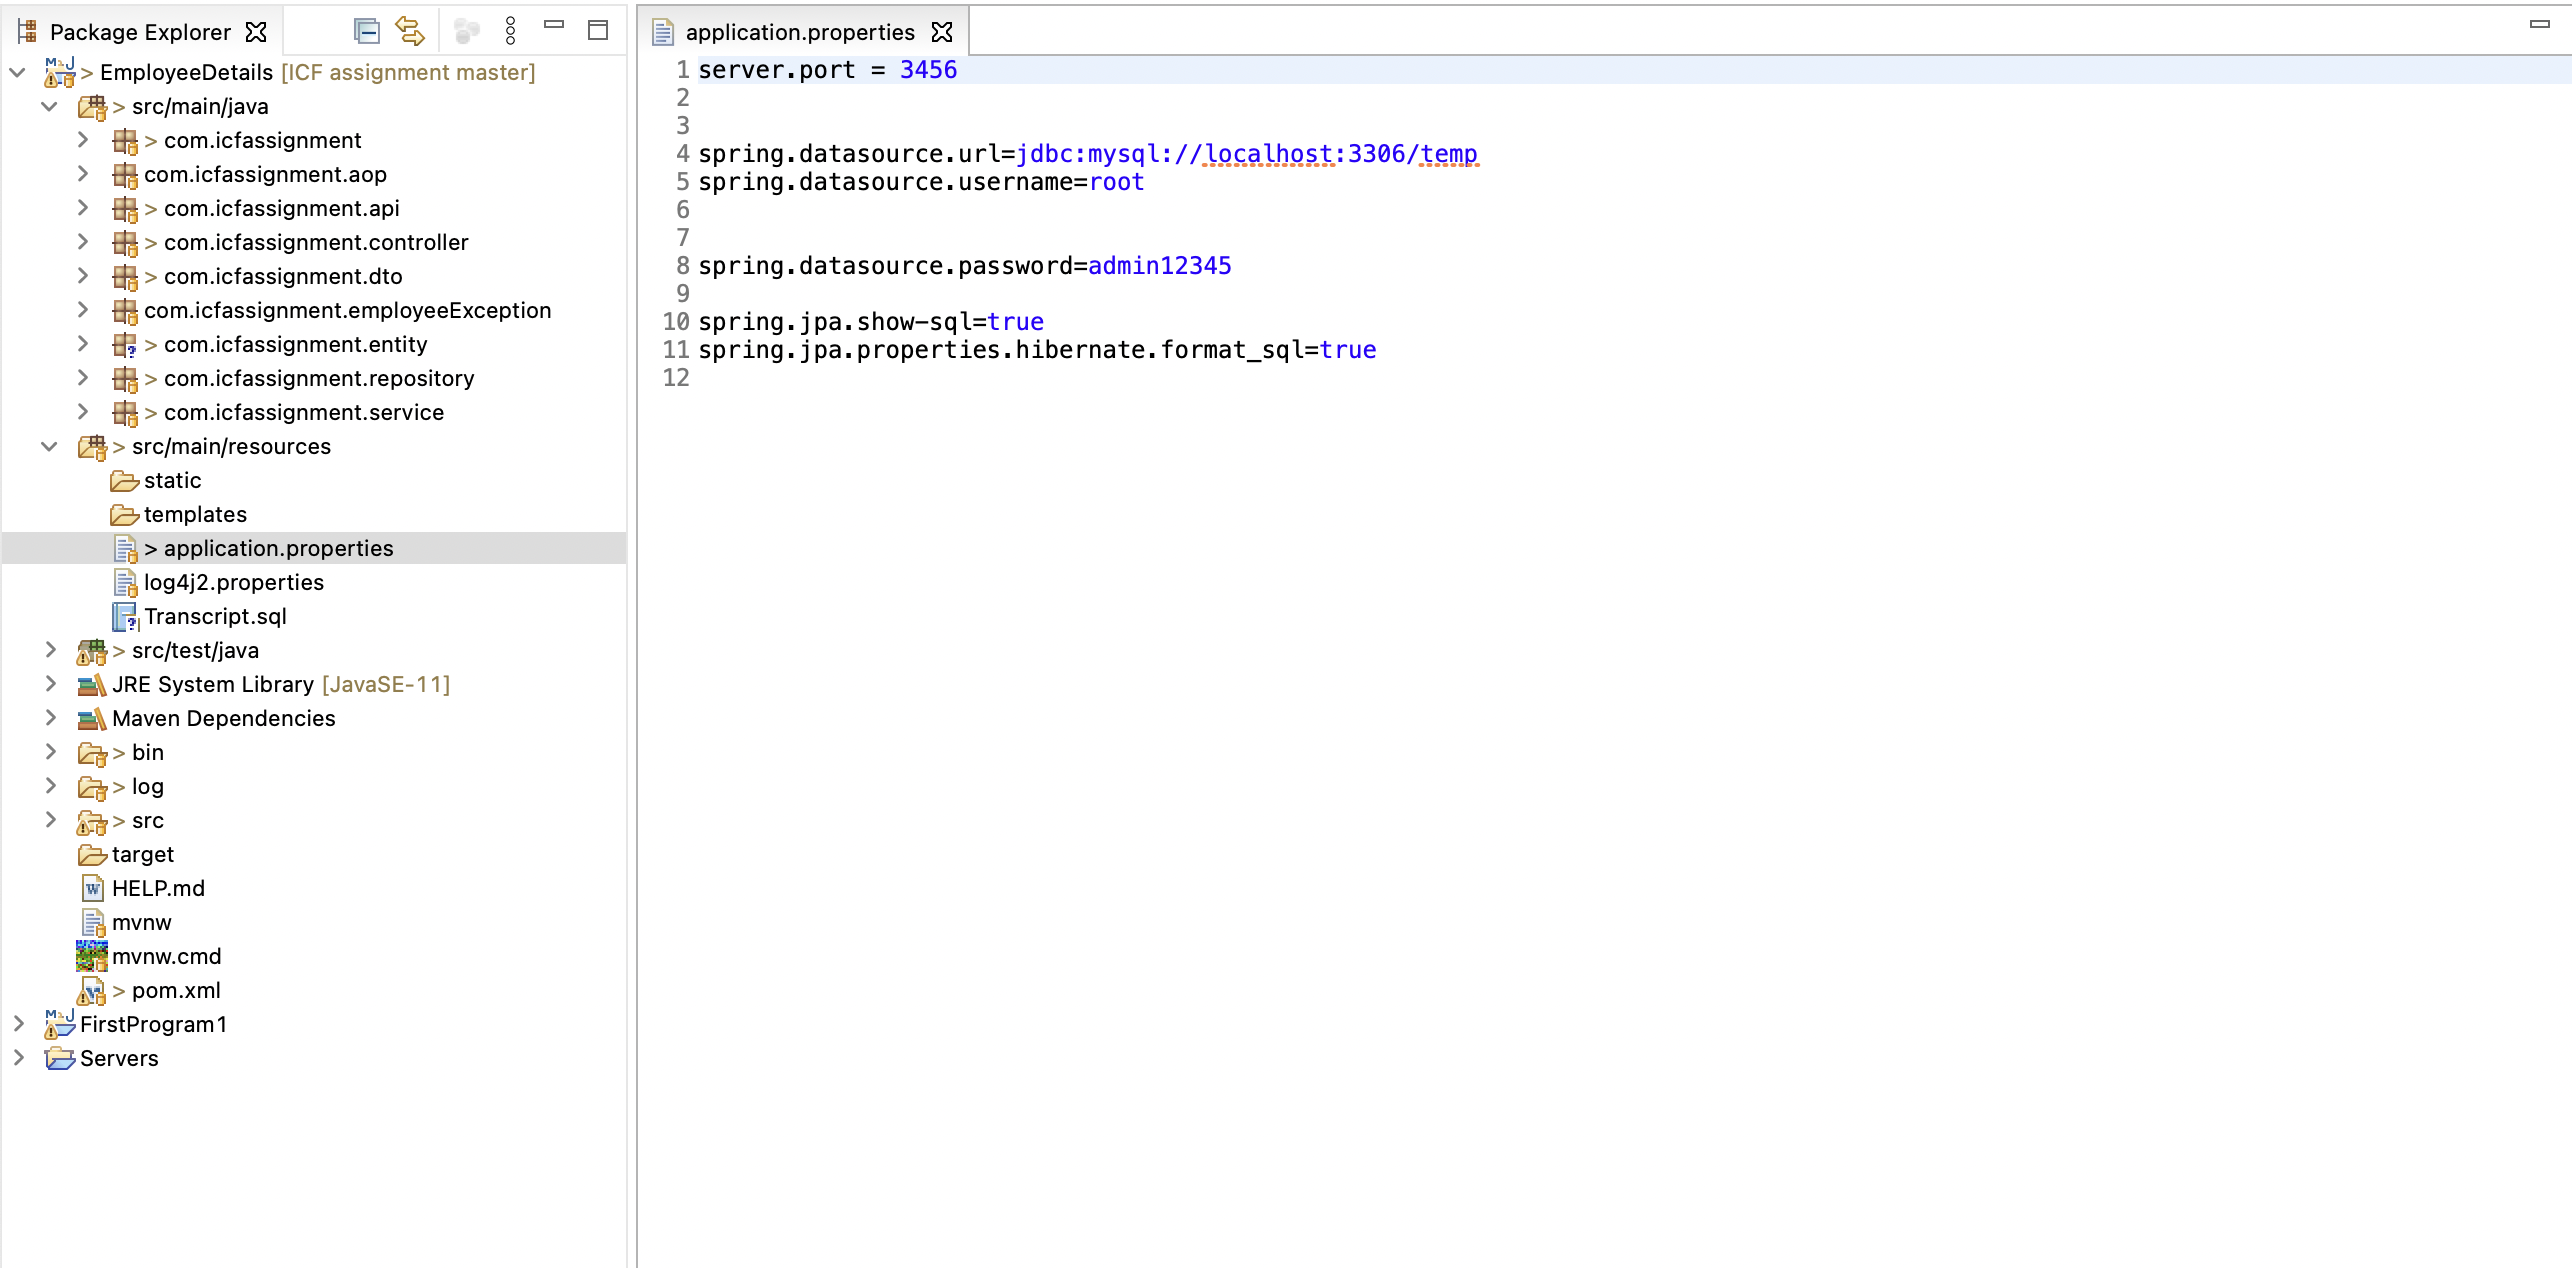 Package Explorer
> EmployeeDetails [ICF assignment master]
> src/main/java
> com.icfassignment
com.icfassignment.aop
> com.icfassignment.api
> com.icfassignment.controller
> com.icfassignment.dto
com.icfassignment.employeeException
> com.icfassignment.entity
> com.icfassignment.repository
> com.icfassignment.service
> src/main/resources
static
templates
> application.properties
log4j2.properties
Transcript.sql
> src/test/java
JRE System Library [JavaSE-11]
Maven Dependencies
> bin
> log
> src
target
HELP.md
mvnw
mvnw.cmd
> pom.xml
FirstProgram1
Servers
application.properties
1 server.port = 3456
2
3
4 spring.datasource.url=jdbc:mysql://localhost:3306/temp
5 spring.datasource.username=root
6
7
8 spring.datasource.password=admin12345
9
10 spring.jpa.show-sql=true
11 spring.jpa.properties.hibernate.format_sql=true
12